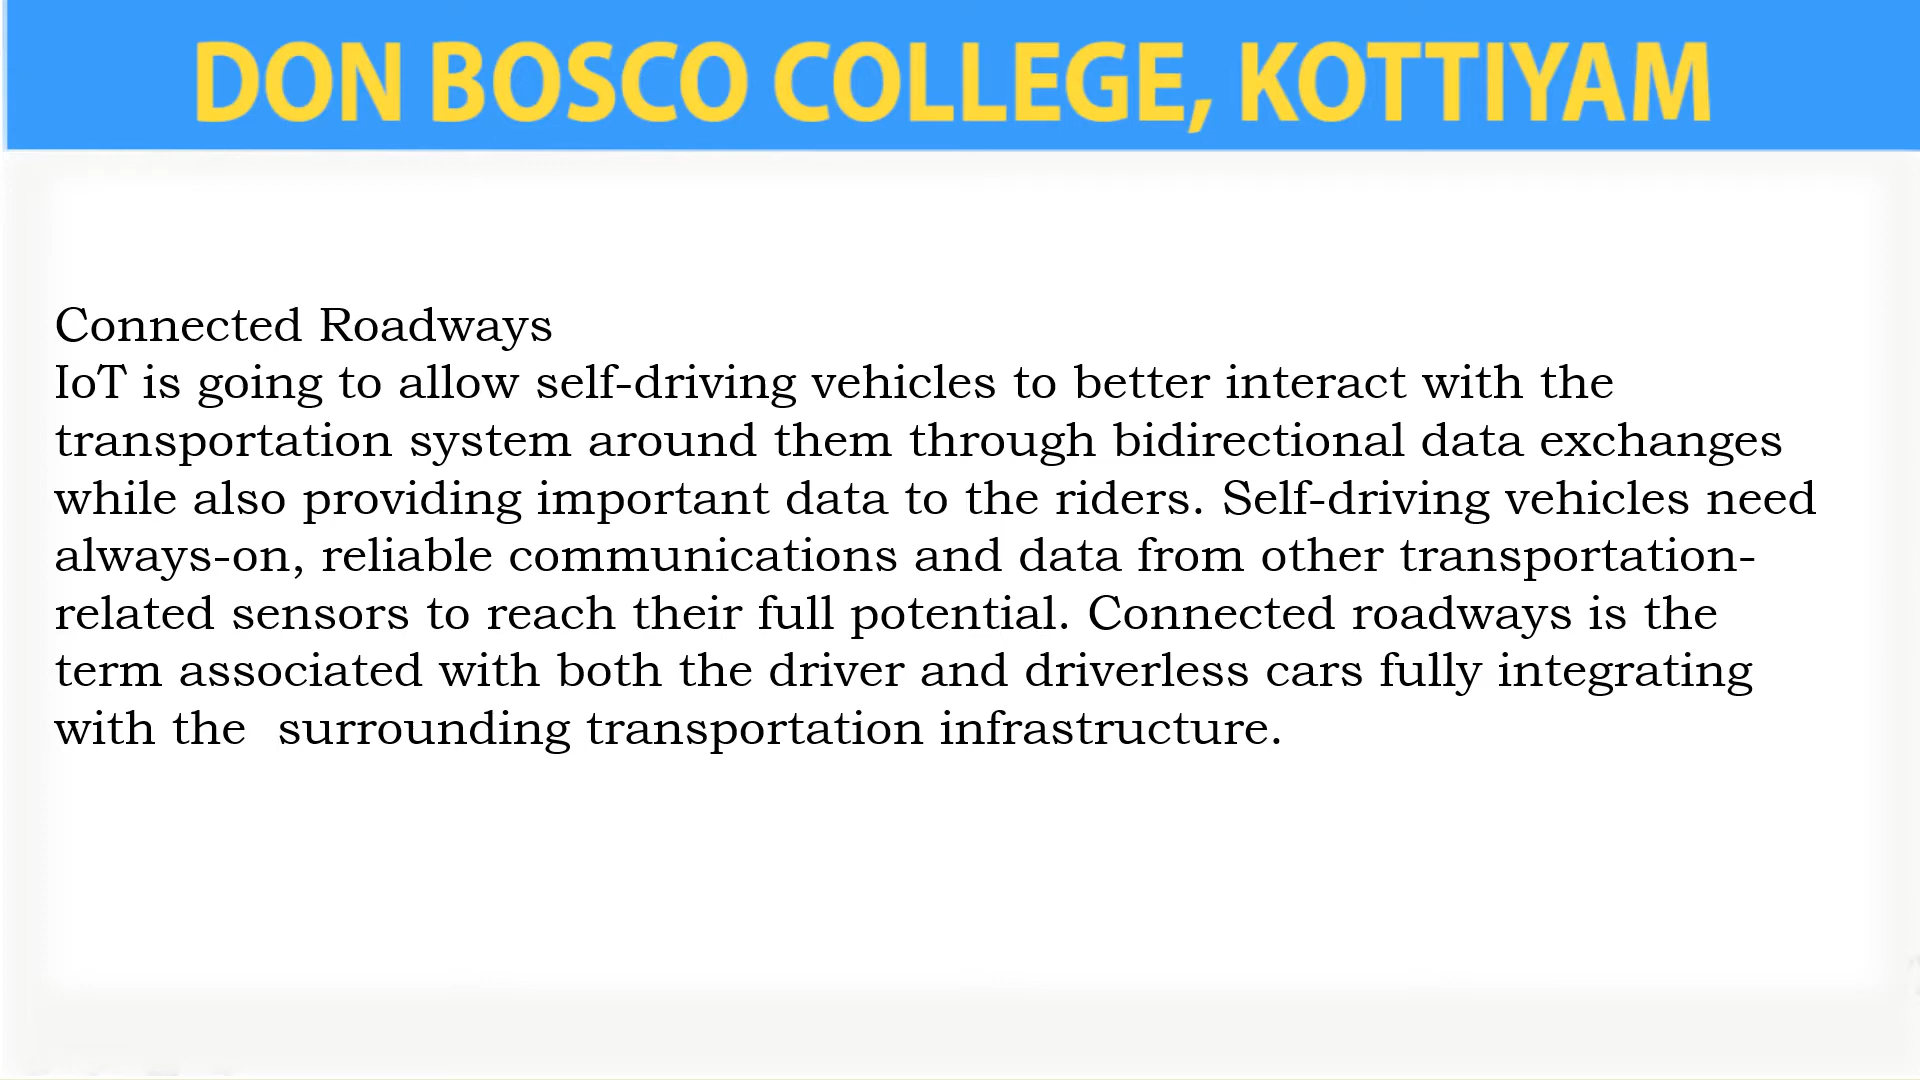 DON BOSCO COLLEGE, KOTTIYAM
Connected Roadways
IoT is going to allow self-driving vehicles to better interact with the
transportation system around them through bidirectional data exchanges
while also providing important data to the riders. Self-driving vehicles need
always-on, reliable communications and data from other transportation-
related sensors to reach their full potential. Connected roadways is the
term associated with both the driver and driverless cars fully integrating
with the  surrounding transportation infrastructure.